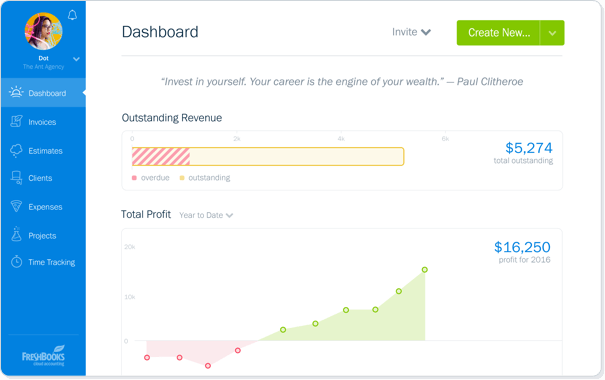 Dot
The Ant Agency
Dashboard
Invoices
Estimates
Clients
Expenses
Projects
Time Tracking
FRESHBOOKS
cloud accounting
Dashboard
Invite
Create New...
“Invest in yourself. Your career is the engine of your wealth.” — Paul Clitheroe
Outstanding Revenue
0 2k 4k 6k
$5,274
total outstanding
overdue outstanding
Total Profit Year to Date
20k
$16,250
profit for 2016
10k
0